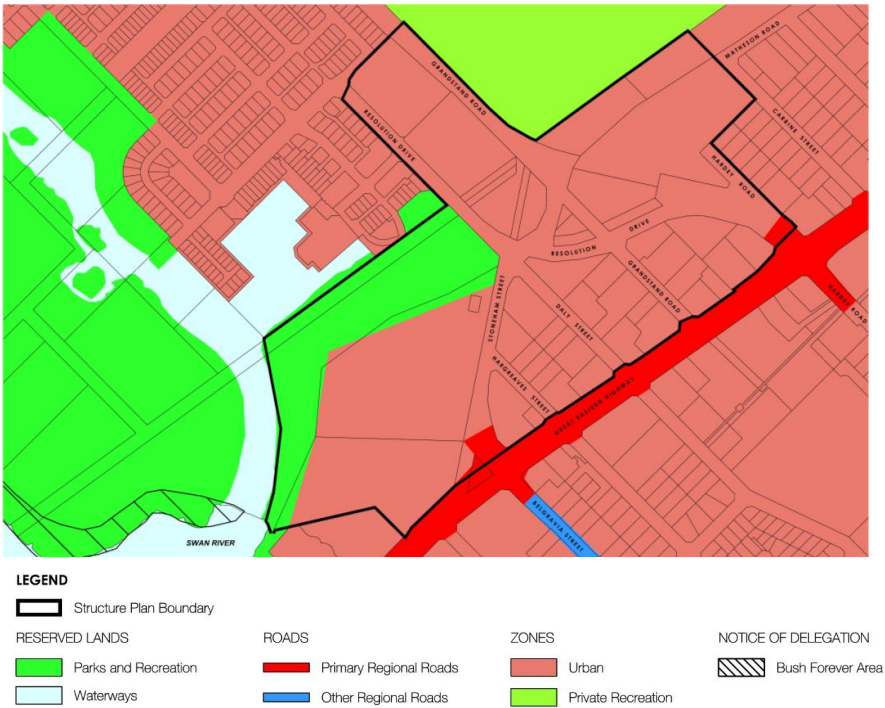 MATHESON ROAD
GRANDSTAND ROAD
CARBINE STREET
RESOLUTION DRIVE
HARDEY ROAD
RESOLUTION DRIVE
GRANDSTAND ROAD
STONEHAM STREET
DALY STREET
HARDEY ROAD
HARGREAVES STREET
GREAT EASTERN HIGHWAY
BELGRAVIA STREET
SWAN RIVER
LEGEND
Structure Plan Boundary
RESERVED LANDS
Parks and Recreation
Waterways
ROADS
Primary Regional Roads
Other Regional Roads
ZONES
Urban
Private Recreation
NOTICE OF DELEGATION
Bush Forever Area